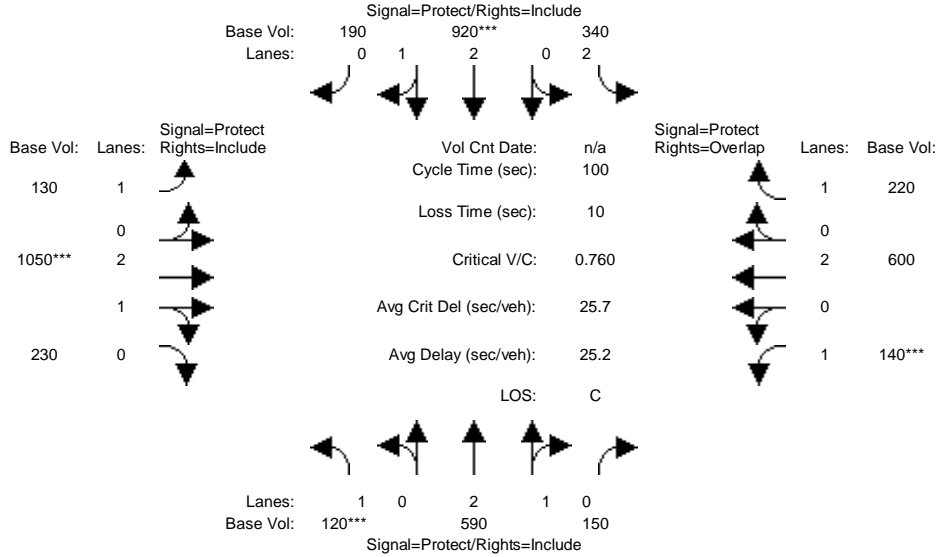 Signal=Protect/Rights=Include
Base Vol: 190 920*** 340
Lanes: 0 1 2 0 2
Signal=Protect Signal=Protect
Base Vol: Lanes: Rights=Include Vol Cnt Date: n/a Rights=Overlap Lanes: Base Vol:
Cycle Time (sec): 100
130 1 1 220
Loss Time (sec): 10
0 0
1050*** 2 Critical V/C: 0.760 2 600
1 Avg Crit Del (sec/veh): 25.7 0
230 0 Avg Delay (sec/veh): 25.2 1 140***
LOS: C
Lanes: 1 0 2 1 0
Base Vol: 120*** 590 150
Signal=Protect/Rights=Include